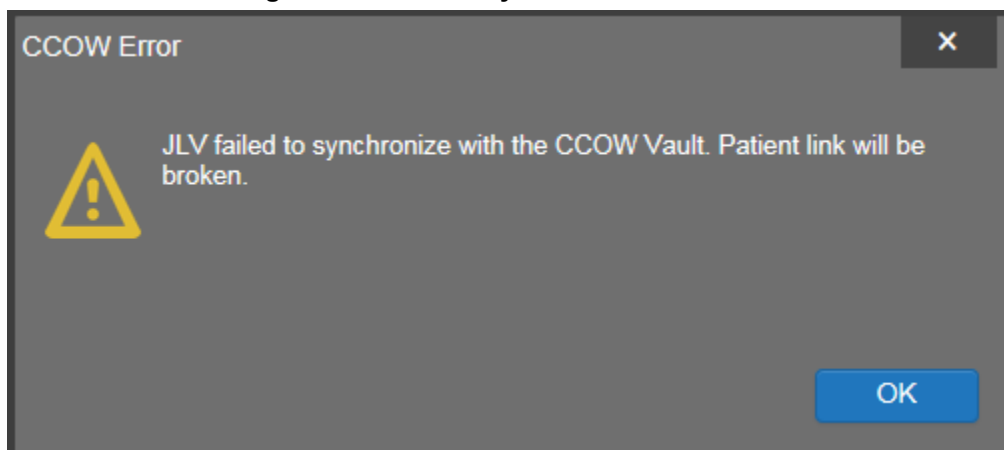 CCOW Error
×
JLV failed to synchronize with the CCOW Vault. Patient link will be
broken.
OK